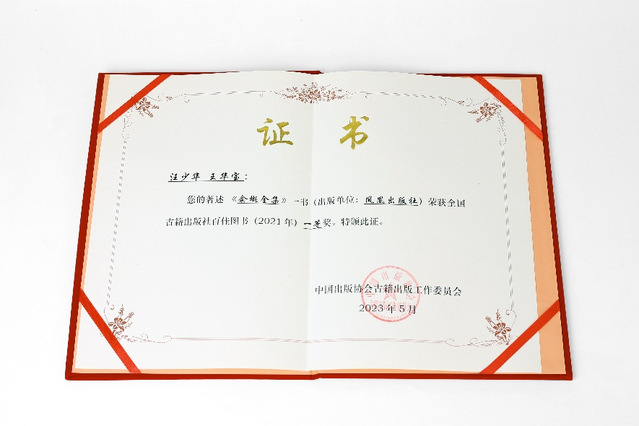 证 书
汪少华 王华宝：
您的著述《金樾全集》一书（出版单位：凤凰出版社）荣获全国
古籍出版社百佳图书（2021年）一等奖，特颁此证。
中国出版协会古籍出版工作委员会
2023年5月